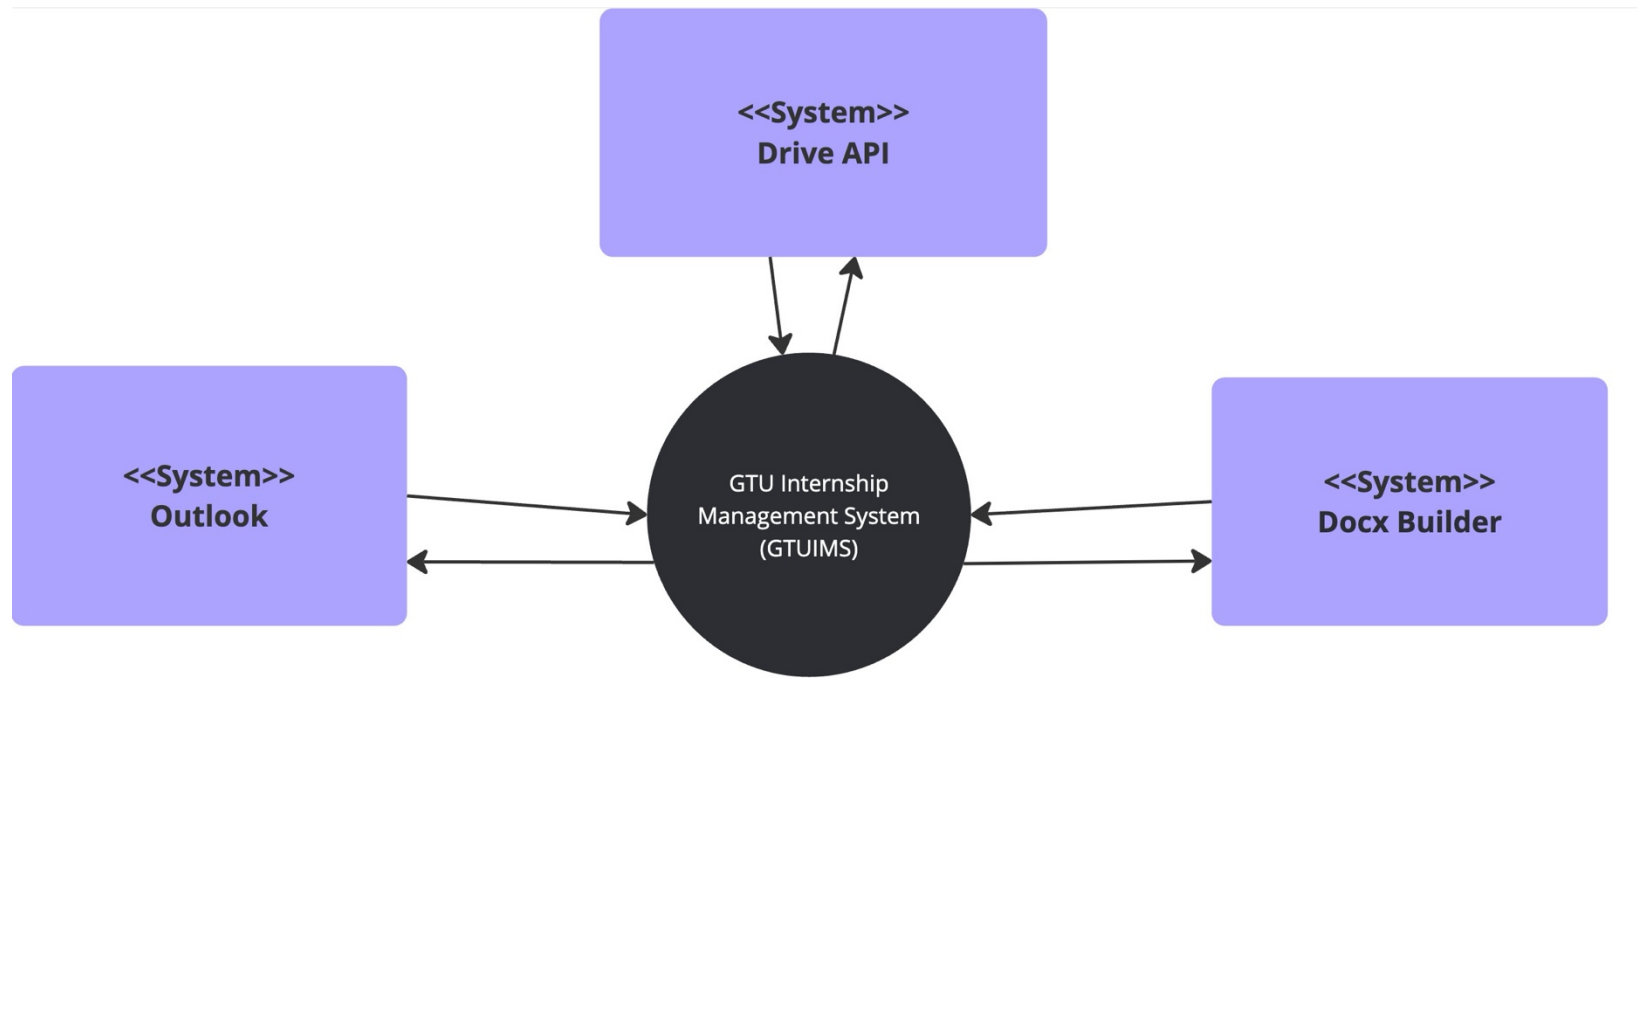 <<System>>
Drive API
<<System>>
Outlook
GTU Internship
Management System
(GTUIMS)
<<System>>
Docx Builder